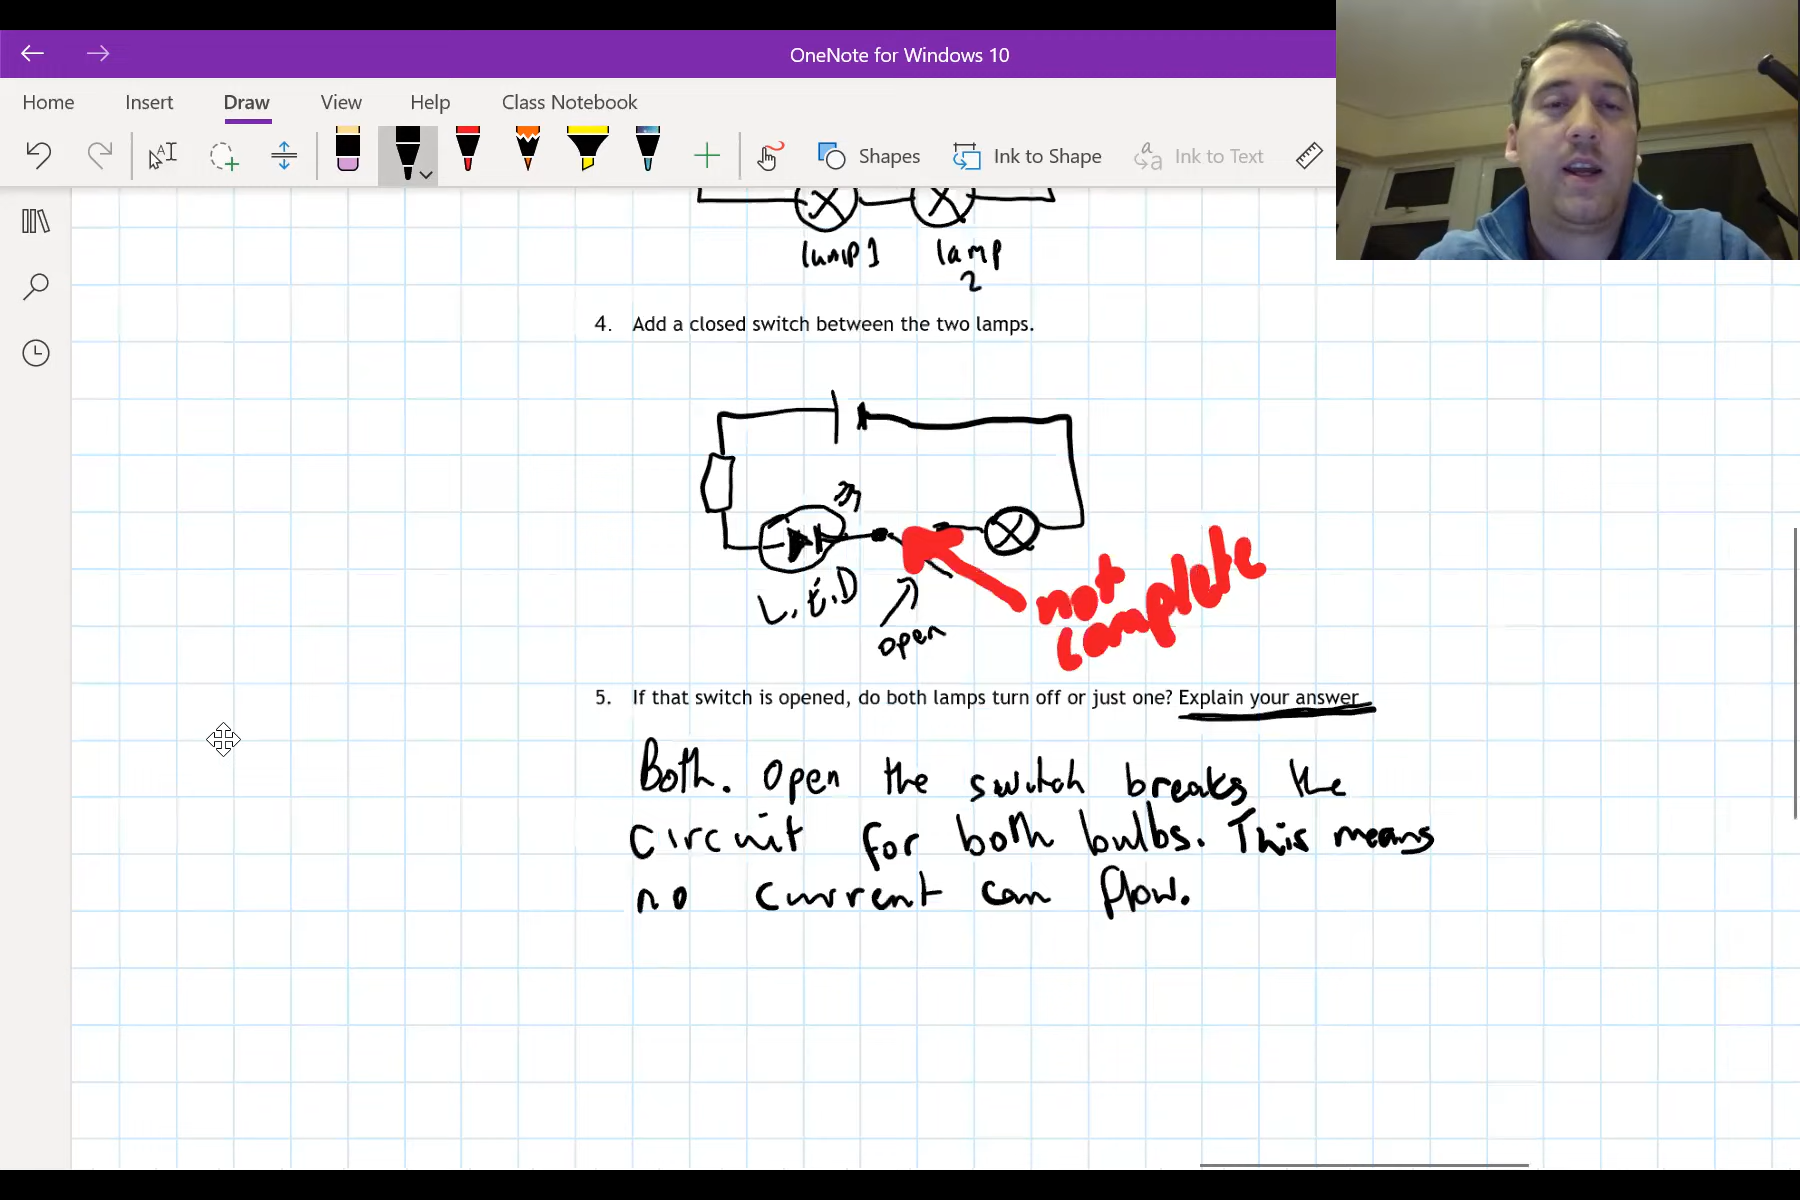 OneNote for Windows 10
Home Insert Draw View Help Class Notebook
Shapes Ink to Shape Ink to Text
lamp 1 lamp
2
4. Add a closed switch between the two lamps.
L.E.D
open
not
complete
5. If that switch is opened, do both lamps turn off or just one? Explain your answer
Both. Open the switch breaks the
circuit for both bulbs. This means
no current can flow.